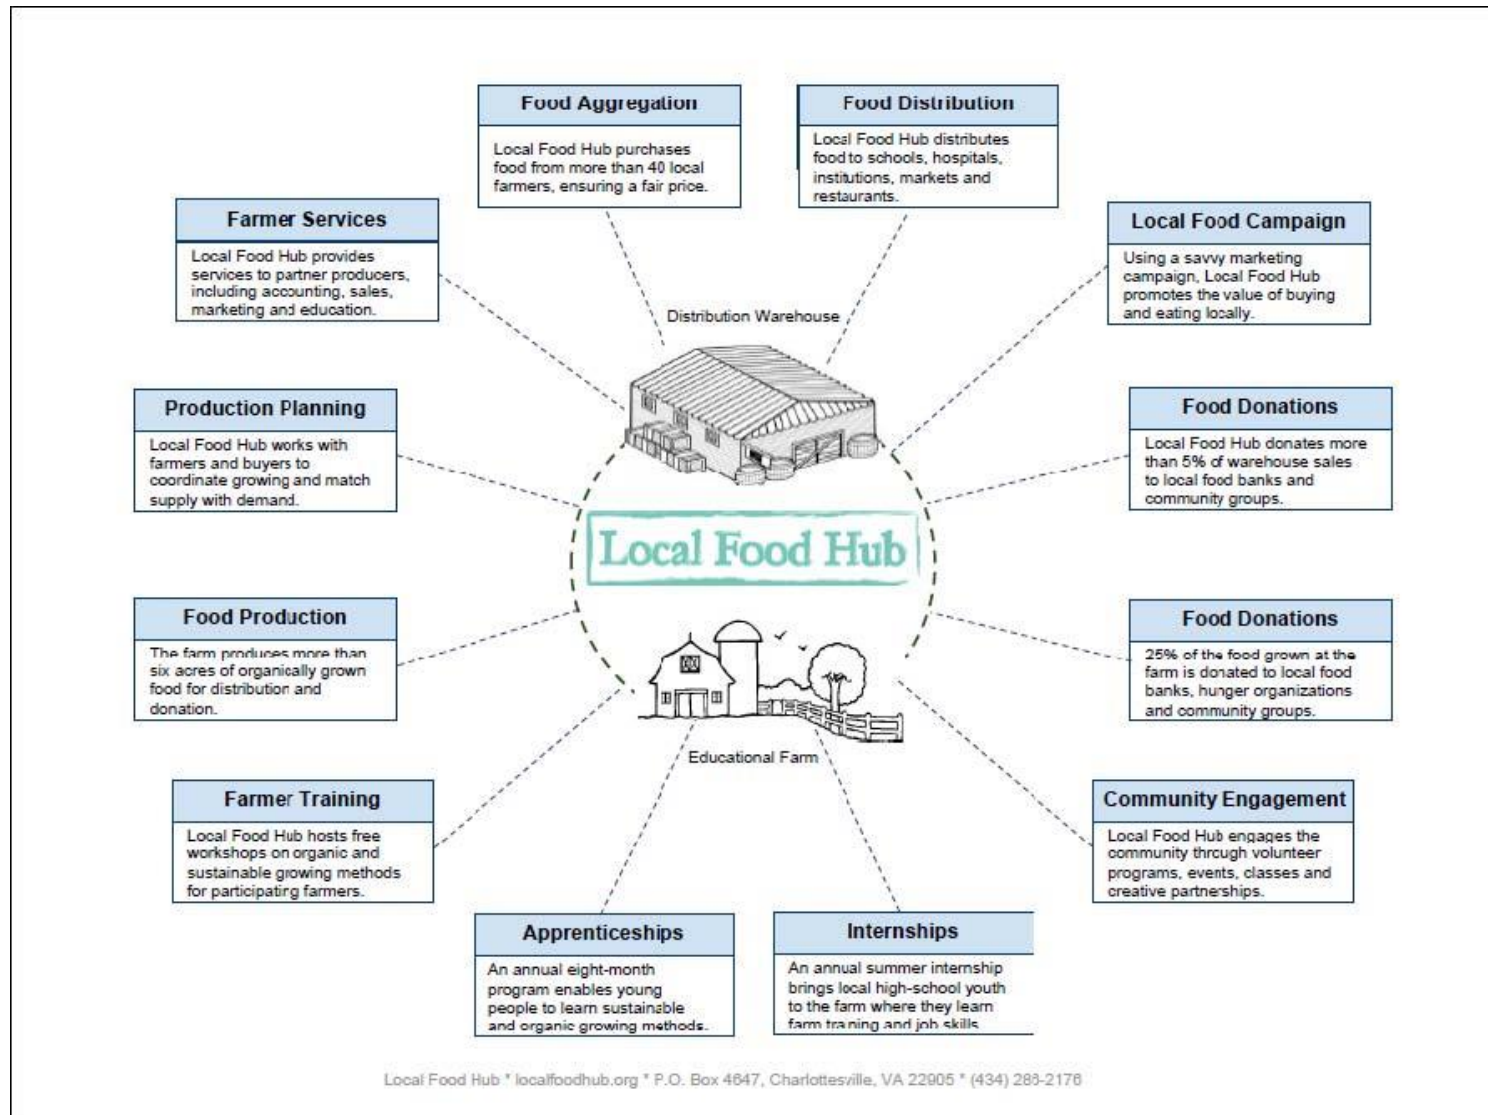 Food Aggregation
Local Food Hub purchases
food from more than 40 local
farmers, ensuring a fair price.
Food Distribution
Local Food Hub distributes
food to schools, hospitals,
institutions, markets and
restaurants.
Farmer Services
Local Food Hub provides
services to partner producers,
including accounting, sales,
marketing and education.
Local Food Campaign
Using a savvy marketing
campaign, Local Food Hub
promotes the value of buying
and eating locally.
Distribution Warehouse
Production Planning
Local Food Hub works with
farmers and buyers to
coordinate growing and match
supply with demand.
Food Donations
Local Food Hub donates more
than 5% of warehouse sales
to local food banks and
community groups.
Local Food Hub
Food Production
The farm produces more than
six acres of organically grown
food for distribution and
donation.
Food Donations
25% of the food grown at the
farm is donated to local food
banks, hunger organizations
and community groups.
Educational Farm
Farmer Training
Local Food Hub hosts free
workshops on organic and
sustainable growing methods
for participating farmers.
Community Engagement
Local Food Hub engages the
community through volunteer
programs, events, classes and
creative partnerships.
Apprenticeships
An annual eight-month
program enables young
people to learn sustainable
and organic growing methods.
Internships
An annual summer internship
brings local high-school youth
to the farm where they learn
farm training and job skills
Local Food Hub * localfoodhub.org * P.O. Box 4647, Charlottesville, VA 22905 * (434) 286-2176